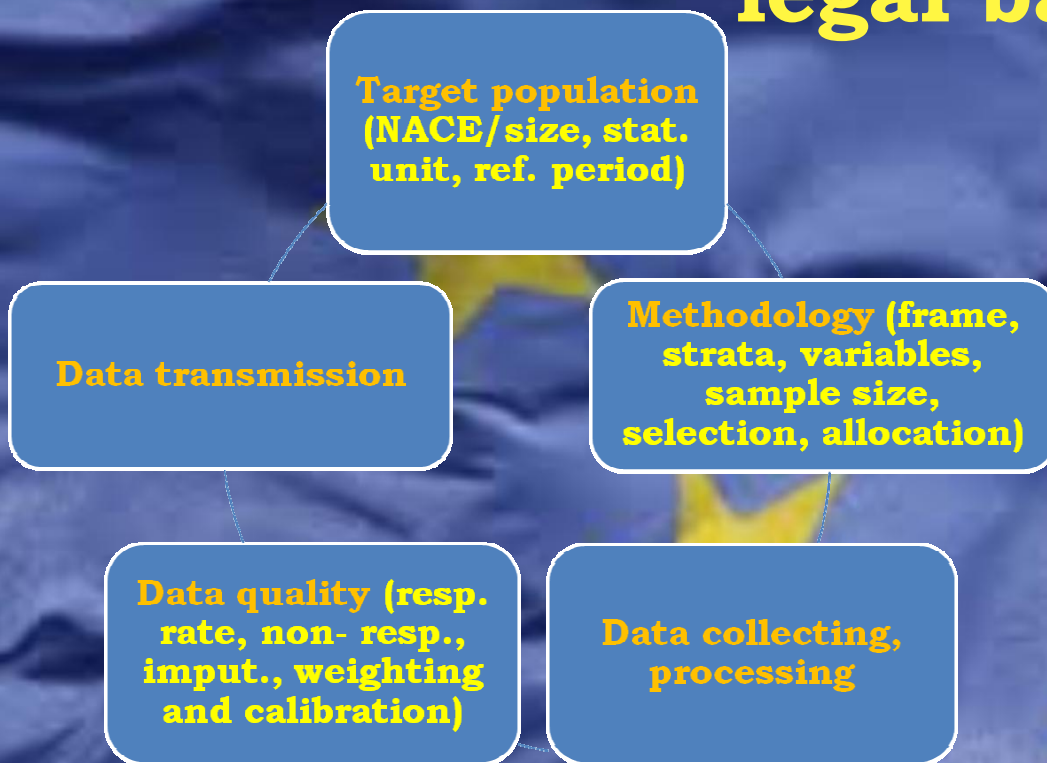 legal
Target population
(NACE/size, stat.
unit, ref. period)
Methodology (frame,
strata, variables,
sample size,
selection, allocation)
Data transmission
Data quality (resp.
rate, non- resp.,
imput., weighting
and calibration)
Data collecting,
processing